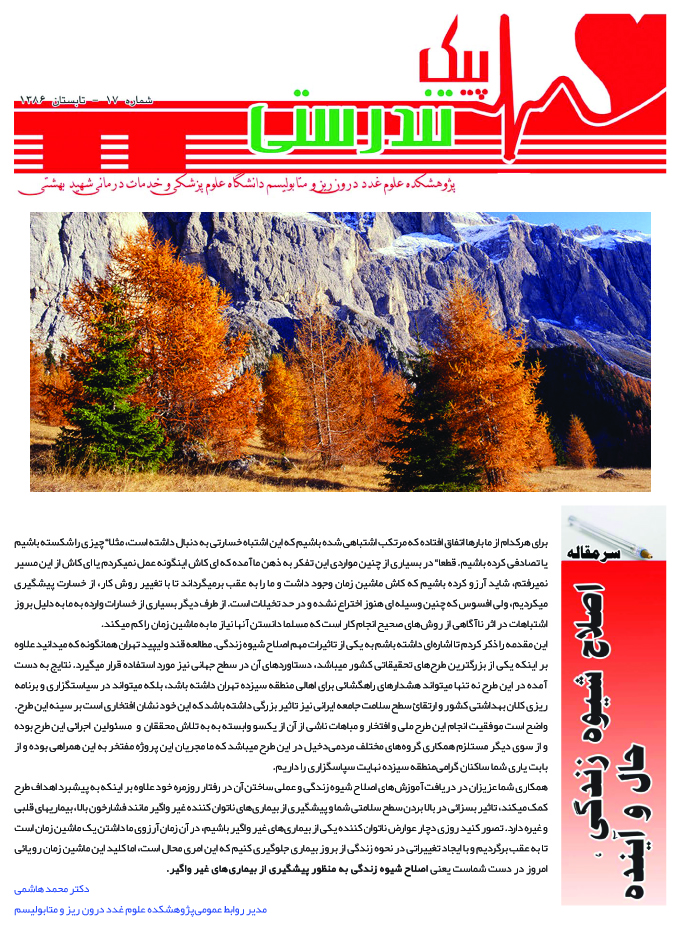 پیک
تندرستی
شماره ۱۷ - تابستان ۱۳۸۶
پژوهشکده علوم غدد درون ریز و متابولیسم دانشگاه علوم پزشکی و خدمات درمانی شهید بهشتی
سرمقاله
اصلاح شیوه زندگی،
حال و آینده
برای هرکدام از ما بارها اتفاق افتاده که مرتکب اشتباهی شده باشیم که این اشتباه خسارتی به دنبال داشته است، مثلا" چیزی را شکسته باشیم
یا تصادفی کرده باشیم. قطعا" در بسیاری از چنین مواردی این تفکر به ذهن ما آمده که ای کاش اینگونه عمل نمیکردم یا ای کاش از این مسیر
نمیرفتم، شاید آرزو کرده باشیم که کاش ماشین زمان وجود داشت و ما را به عقب برمیگرداند تا با تغییر روش کار، از خسارت پیشگیری
میکردیم، ولی افسوس که چنین وسیله ای هنوز اختراع نشده و در حد تخیلات است. از طرف دیگر بسیاری از خسارات وارده به ما به دلیل بروز
اشتباهات در اثر ناآگاهی از روش‌های صحیح انجام کار است که مسلما دانستن آنها نیاز ما به ماشین زمان را کم میکند.
این مقدمه را ذکر کردم تا اشاره‌ای داشته باشم به یکی از تاثیرات مهم اصلاح شیوه زندگی. مطالعه قند و لیپید تهران همانگونه که میدانید علاوه
بر اینکه یکی از بزرگترین طرح‌های تحقیقاتی کشور میباشد، دستاوردهای آن در سطح جهانی نیز مورد استفاده قرار میگیرد. نتایج به دست
آمده در این طرح نه تنها میتواند هشدارهای راهگشائی برای اهالی منطقه سیزده تهران داشته باشد، بلکه میتواند در سیاستگزاری و برنامه
ریزی کلان بهداشتی کشور و ارتقائ سطح سلامت جامعه ایرانی نیز تاثیر بزرگی داشته باشد که این خود نشان افتخاری است بر سینه این طرح.
واضح است موفقیت انجام این طرح ملی و افتخار و مباهات ناشی از آن از یکسو وابسته به به تلاش محققان و مسئولین اجرائی این طرح بوده
و از سوی دیگر مستلزم همکاری گروه‌های مختلف مردمی‌دخیل در این طرح میباشد که ما مجریان این پروژه مفتخر به این همراهی بوده و از
بابت یاری شما ساکنان گرامی‌منطقه سیزده نهایت سپاسگزاری را داریم.
همکاری شما عزیزان در دریافت آموزش‌های اصلاح شیوه زندگی و عملی ساختن آن در رفتار روزمره خود علاوه بر اینکه به پیشبرد اهداف طرح
کمک میکند، تاثیر بسزائی در بالا بردن سطح سلامتی شما و پیشگیری از بیماری‌های ناتوان کننده غیر واگیر مانند فشارخون بالا، بیماریهای قلبی
و غیره دارد. تصور کنید روزی دچار عوارض ناتوان کننده یکی از بیماری‌های غیر واگیر باشیم، در آن زمان آرزوی ما داشتن یک ماشین زمان است
تا به عقب برگردیم و با ایجاد تغییراتی در نحوه زندگی از بروز بیماری جلوگیری کنیم که این امری محال است، اما کلید این ماشین زمان رویائی
امروز در دست شماست یعنی اصلاح شیوه زندگی به منظور پیشگیری از بیماری‌های غیر واگیر.
دکتر محمد هاشمی
مدیر روابط عمومی پژوهشکده علوم غدد درون ریز و متابولیسم